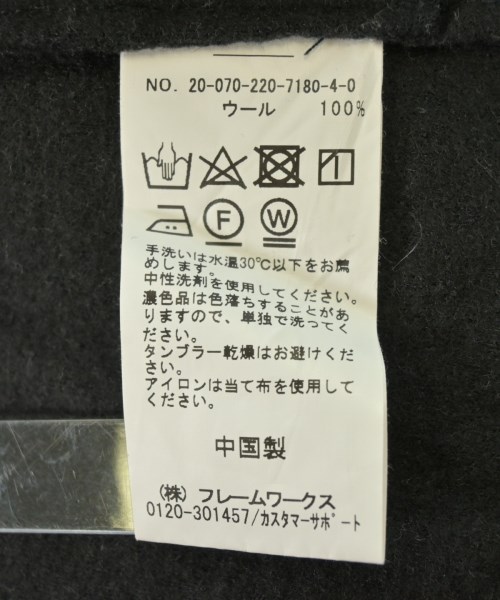 NO. 20-070-220-7180-4-0
ウール 100%
F W
手洗いは水温30℃以下をお薦
めします。
中性洗剤を使用してください。
濃色品は色落ちすることがあ
りますので、単独で洗ってく
ださい。
タンブラー乾燥はお避けくだ
さい。
アイロンは当て布を使用して
ください。
中国製
(株) フレームワークス
0120-301457/カスタマーサポート